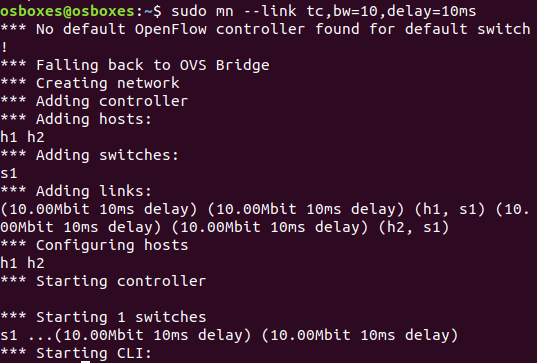 osboxes@osboxes:~$ sudo mn --link tc,bw=10,delay=10ms
*** No default OpenFlow controller found for default switch
!
*** Falling back to OVS Bridge
*** Creating network
*** Adding controller
*** Adding hosts:
h1 h2
*** Adding switches:
s1
*** Adding links:
(10.00Mbit 10ms delay) (10.00Mbit 10ms delay) (h1, s1) (10.
00Mbit 10ms delay) (10.00Mbit 10ms delay) (h2, s1)
*** Configuring hosts
h1 h2
*** Starting controller
*** Starting 1 switches
s1 ...(10.00Mbit 10ms delay) (10.00Mbit 10ms delay)
*** Starting CLI: